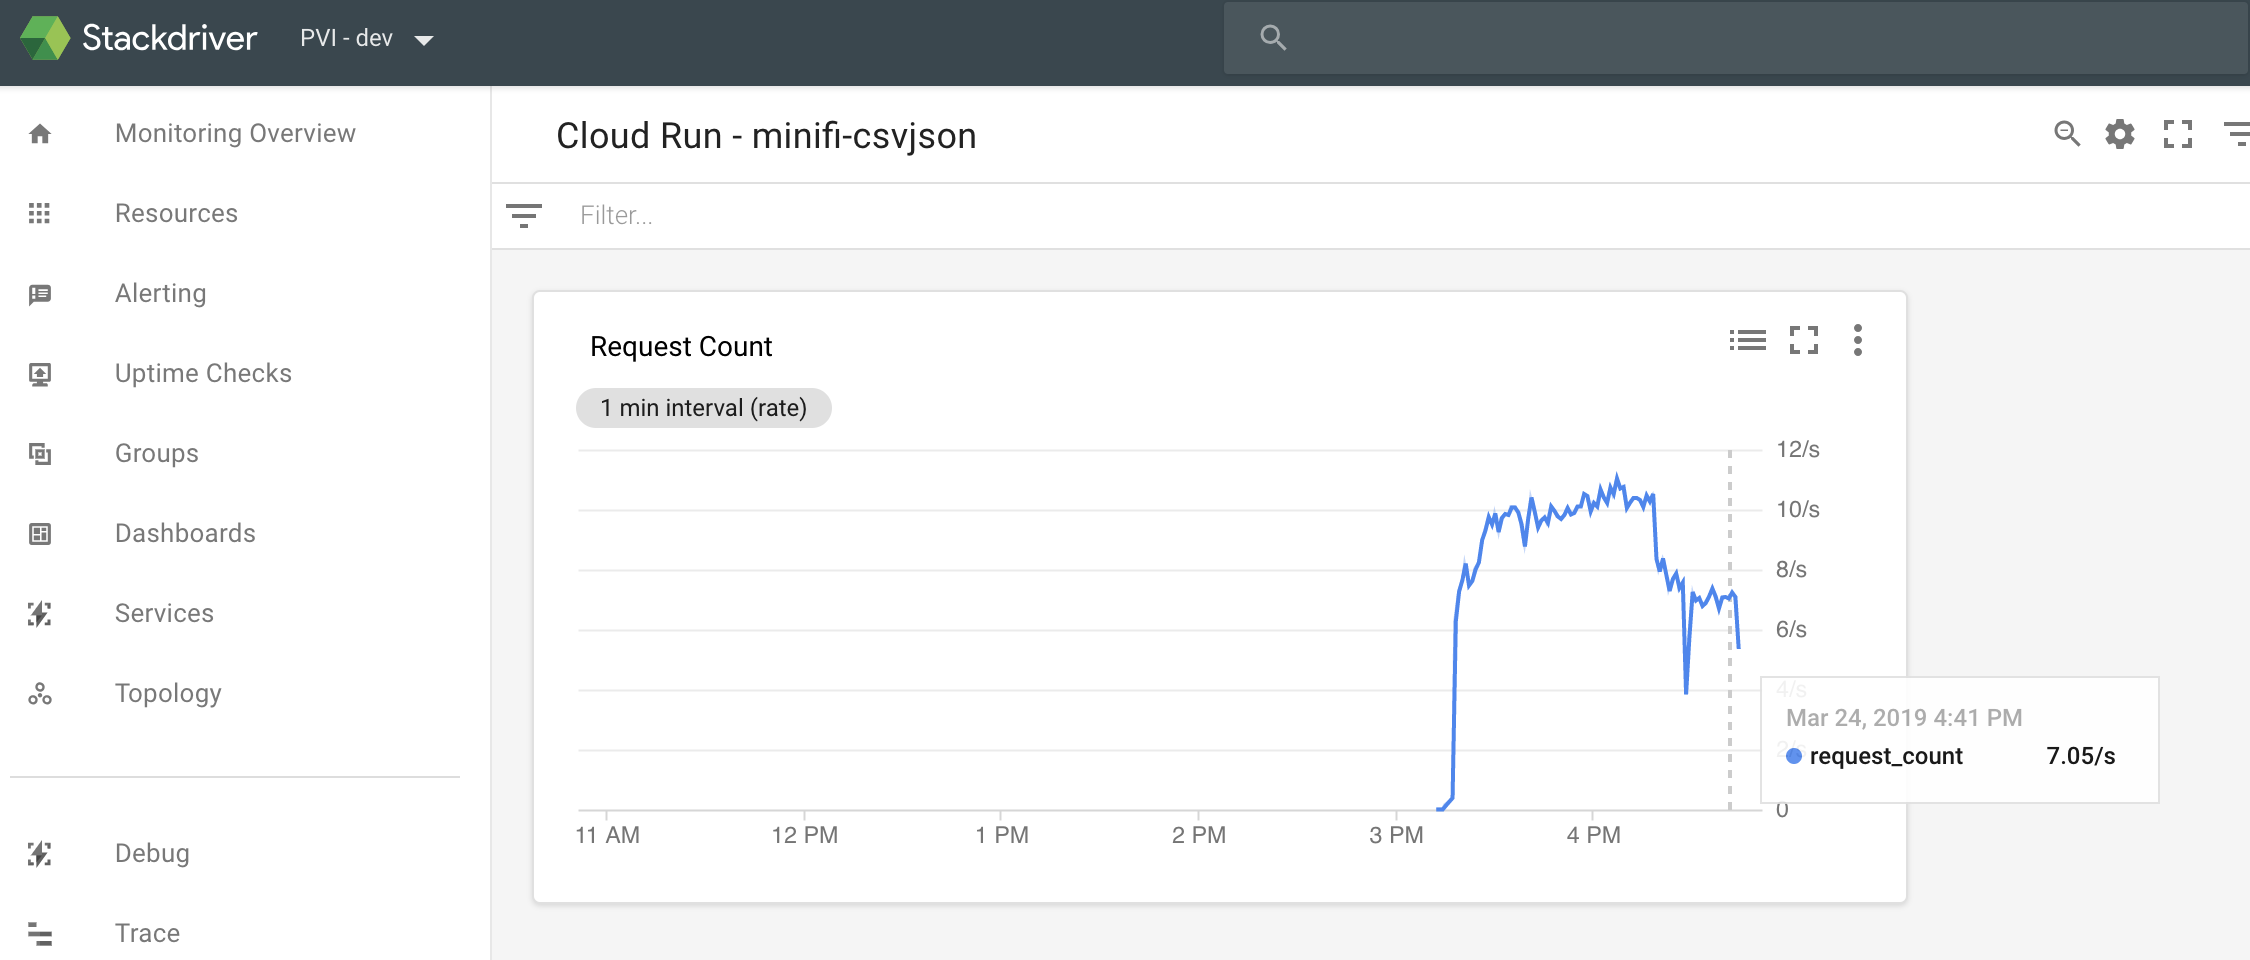 Stackdriver
PVI - dev
Monitoring Overview
Resources
Alerting
Uptime Checks
Groups
Dashboards
Services
Topology
Debug
Trace
Cloud Run - minifi-csvjson
Filter...
Request Count
1 min interval (rate)
12/s
10/s
8/s
6/s
4/s
Mar 24, 2019 4:41 PM
request_count 7.05/s
0
11 AM 12 PM 1 PM 2 PM 3 PM 4 PM